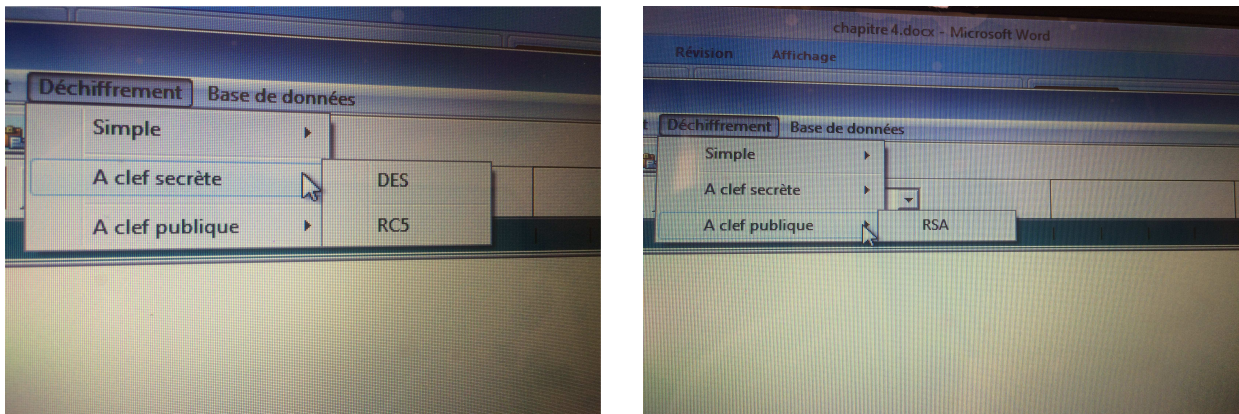 Déchiffrement Base de données
Simple
A clef secrète DES
A clef publique RC5
chapitre 4.docx - Microsoft Word
Révision Affichage
Déchiffrement Base de données
Simple
A clef secrète
A clef publique RSA